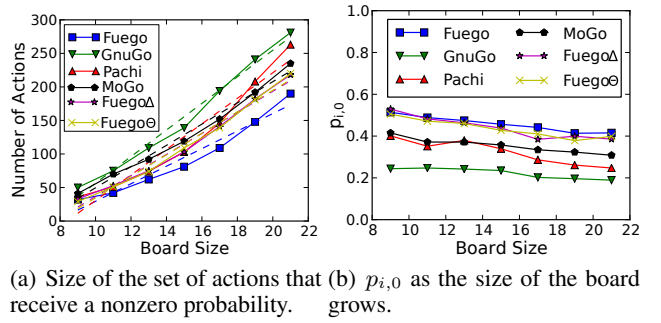 300
250
200
150
100
50
0
Number of Actions
Fuego
GnuGo
Pachi
MoGo
FuegoΔ
FuegoΘ
8 10 12 14 16 18 20 22
Board Size
1.0
0.8
0.6
0.4
0.2
0.0
p_{i,0}
Fuego
GnuGo
Pachi
MoGo
FuegoΔ
FuegoΘ
8 10 12 14 16 18 20 22
Board Size
(a) Size of the set of actions that
receive a nonzero probability.
(b) p_{i,0} as the size of the board
grows.